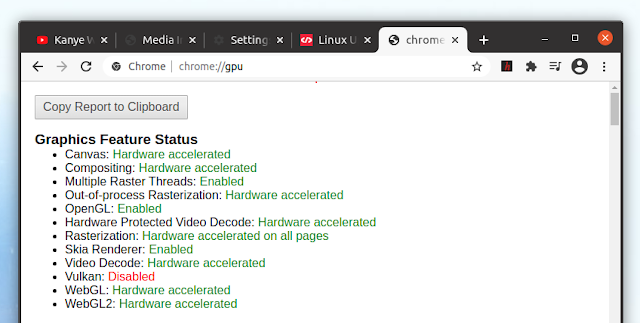 Kanye W
Media I
Setting
Linux U
chrome
Chrome | chrome://gpu
Copy Report to Clipboard
Graphics Feature Status
Canvas: Hardware accelerated
Compositing: Hardware accelerated
Multiple Raster Threads: Enabled
Out-of-process Rasterization: Hardware accelerated
OpenGL: Enabled
Hardware Protected Video Decode: Hardware accelerated
Rasterization: Hardware accelerated on all pages
Skia Renderer: Enabled
Video Decode: Hardware accelerated
Vulkan: Disabled
WebGL: Hardware accelerated
WebGL2: Hardware accelerated